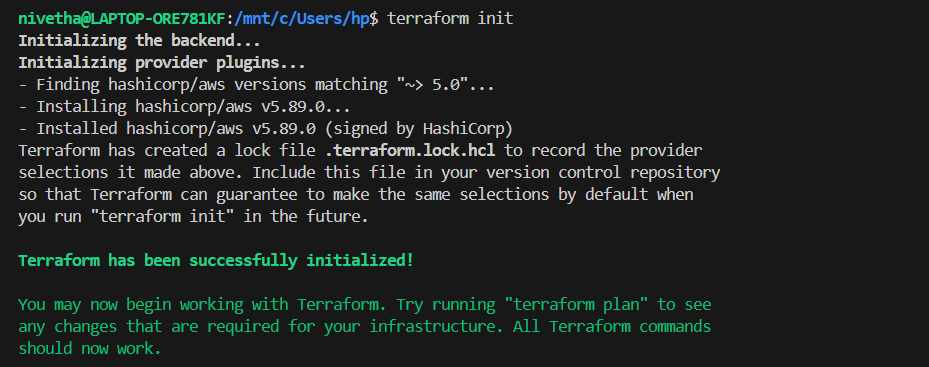 nivetha@LAPTOP-ORE781KF:/mnt/c/Users/hp$ terraform init
Initializing the backend...
Initializing provider plugins...
- Finding hashicorp/aws versions matching "~> 5.0"...
- Installing hashicorp/aws v5.89.0...
- Installed hashicorp/aws v5.89.0 (signed by HashiCorp)
Terraform has created a lock file .terraform.lock.hcl to record the provider
selections it made above. Include this file in your version control repository
so that Terraform can guarantee to make the same selections by default when
you run "terraform init" in the future.
Terraform has been successfully initialized!
You may now begin working with Terraform. Try running "terraform plan" to see
any changes that are required for your infrastructure. All Terraform commands
should now work.